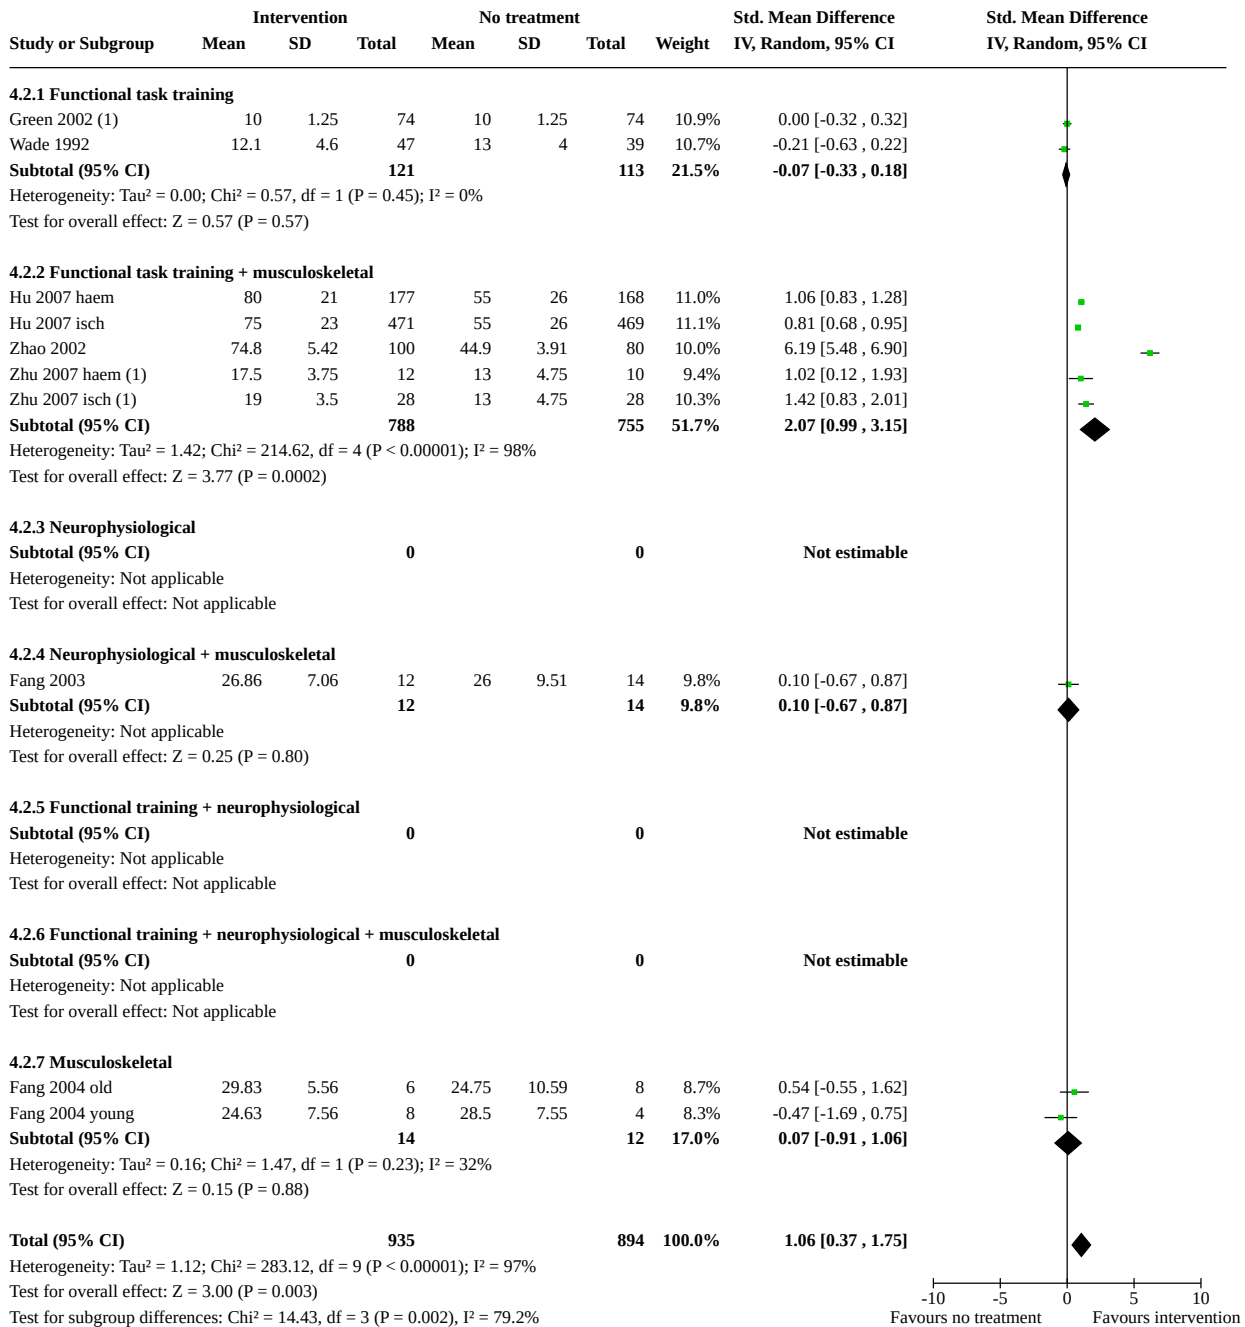 Intervention No treatment Std. Mean Difference Std. Mean Difference
Study or Subgroup Mean SD Total Mean SD Total Weight IV, Random, 95% CI IV, Random, 95% CI
4.2.1 Functional task training
Green 2002 (1) 10 1.25 74 10 1.25 74 10.9% 0.00 [-0.32 , 0.32]
Wade 1992 12.1 4.6 47 13 4 39 10.7% -0.21 [-0.63 , 0.22]
Subtotal (95% CI) 121 113 21.5% -0.07 [-0.33 , 0.18]
Heterogeneity: Tau² = 0.00; Chi² = 0.57, df = 1 (P = 0.45); I² = 0%
Test for overall effect: Z = 0.57 (P = 0.57)
4.2.2 Functional task training + musculoskeletal
Hu 2007 haem 80 21 177 55 26 168 11.0% 1.06 [0.83 , 1.28]
Hu 2007 isch 75 23 471 55 26 469 11.1% 0.81 [0.68 , 0.95]
Zhao 2002 74.8 5.42 100 44.9 3.91 80 10.0% 6.19 [5.48 , 6.90]
Zhu 2007 haem (1) 17.5 3.75 12 13 4.75 10 9.4% 1.02 [0.12 , 1.93]
Zhu 2007 isch (1) 19 3.5 28 13 4.75 28 10.3% 1.42 [0.83 , 2.01]
Subtotal (95% CI) 788 755 51.7% 2.07 [0.99 , 3.15]
Heterogeneity: Tau² = 1.42; Chi² = 214.62, df = 4 (P < 0.00001); I² = 98%
Test for overall effect: Z = 3.77 (P = 0.0002)
4.2.3 Neurophysiological
Subtotal (95% CI) 0 0 Not estimable
Heterogeneity: Not applicable
Test for overall effect: Not applicable
4.2.4 Neurophysiological + musculoskeletal
Fang 2003 26.86 7.06 12 26 9.51 14 9.8% 0.10 [-0.67 , 0.87]
Subtotal (95% CI) 12 14 9.8% 0.10 [-0.67 , 0.87]
Heterogeneity: Not applicable
Test for overall effect: Z = 0.25 (P = 0.80)
4.2.5 Functional training + neurophysiological
Subtotal (95% CI) 0 0 Not estimable
Heterogeneity: Not applicable
Test for overall effect: Not applicable
4.2.6 Functional training + neurophysiological + musculoskeletal
Subtotal (95% CI) 0 0 Not estimable
Heterogeneity: Not applicable
Test for overall effect: Not applicable
4.2.7 Musculoskeletal
Fang 2004 old 29.83 5.56 6 24.75 10.59 8 8.7% 0.54 [-0.55 , 1.62]
Fang 2004 young 24.63 7.56 8 28.5 7.55 4 8.3% -0.47 [-1.69 , 0.75]
Subtotal (95% CI) 14 12 17.0% 0.07 [-0.91 , 1.06]
Heterogeneity: Tau² = 0.16; Chi² = 1.47, df = 1 (P = 0.23); I² = 32%
Test for overall effect: Z = 0.15 (P = 0.88)
Total (95% CI) 935 894 100.0% 1.06 [0.37 , 1.75]
Heterogeneity: Tau² = 1.12; Chi² = 283.12, df = 9 (P < 0.00001); I² = 97%
Test for overall effect: Z = 3.00 (P = 0.003) -10 -5 0 5 10
Test for subgroup differences: Chi² = 14.43, df = 3 (P = 0.002), I² = 79.2% Favours no treatment Favours intervention